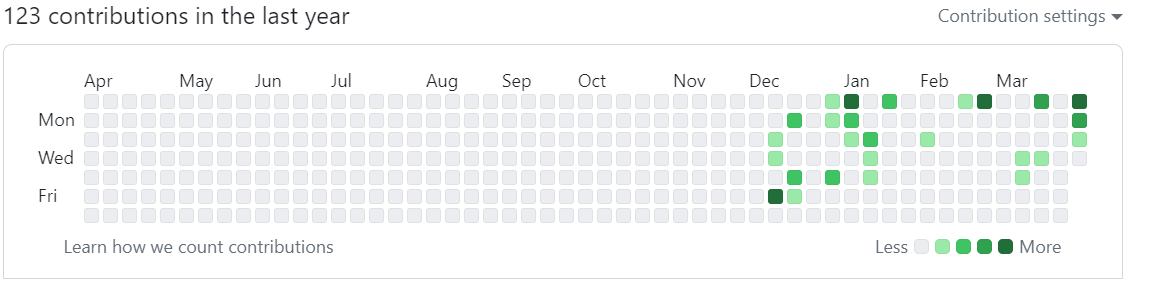 123 contributions in the last year
Contribution settings
Apr May Jun Jul Aug Sep Oct Nov Dec Jan Feb Mar
Mon
Wed
Fri
Learn how we count contributions
Less More